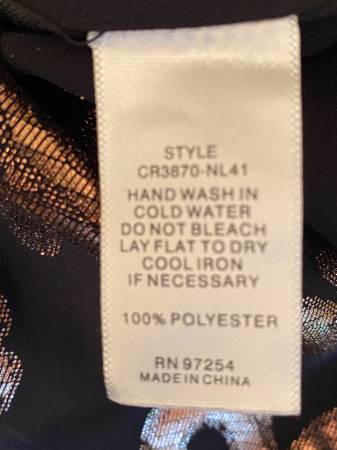 STYLE
CR3870-NL41
HAND WASH IN
COLD WATER
DO NOT BLEACH
LAY FLAT TO DRY
COOL IRON
IF NECESSARY
100% POLYESTER
RN 97254
MADE IN CHINA